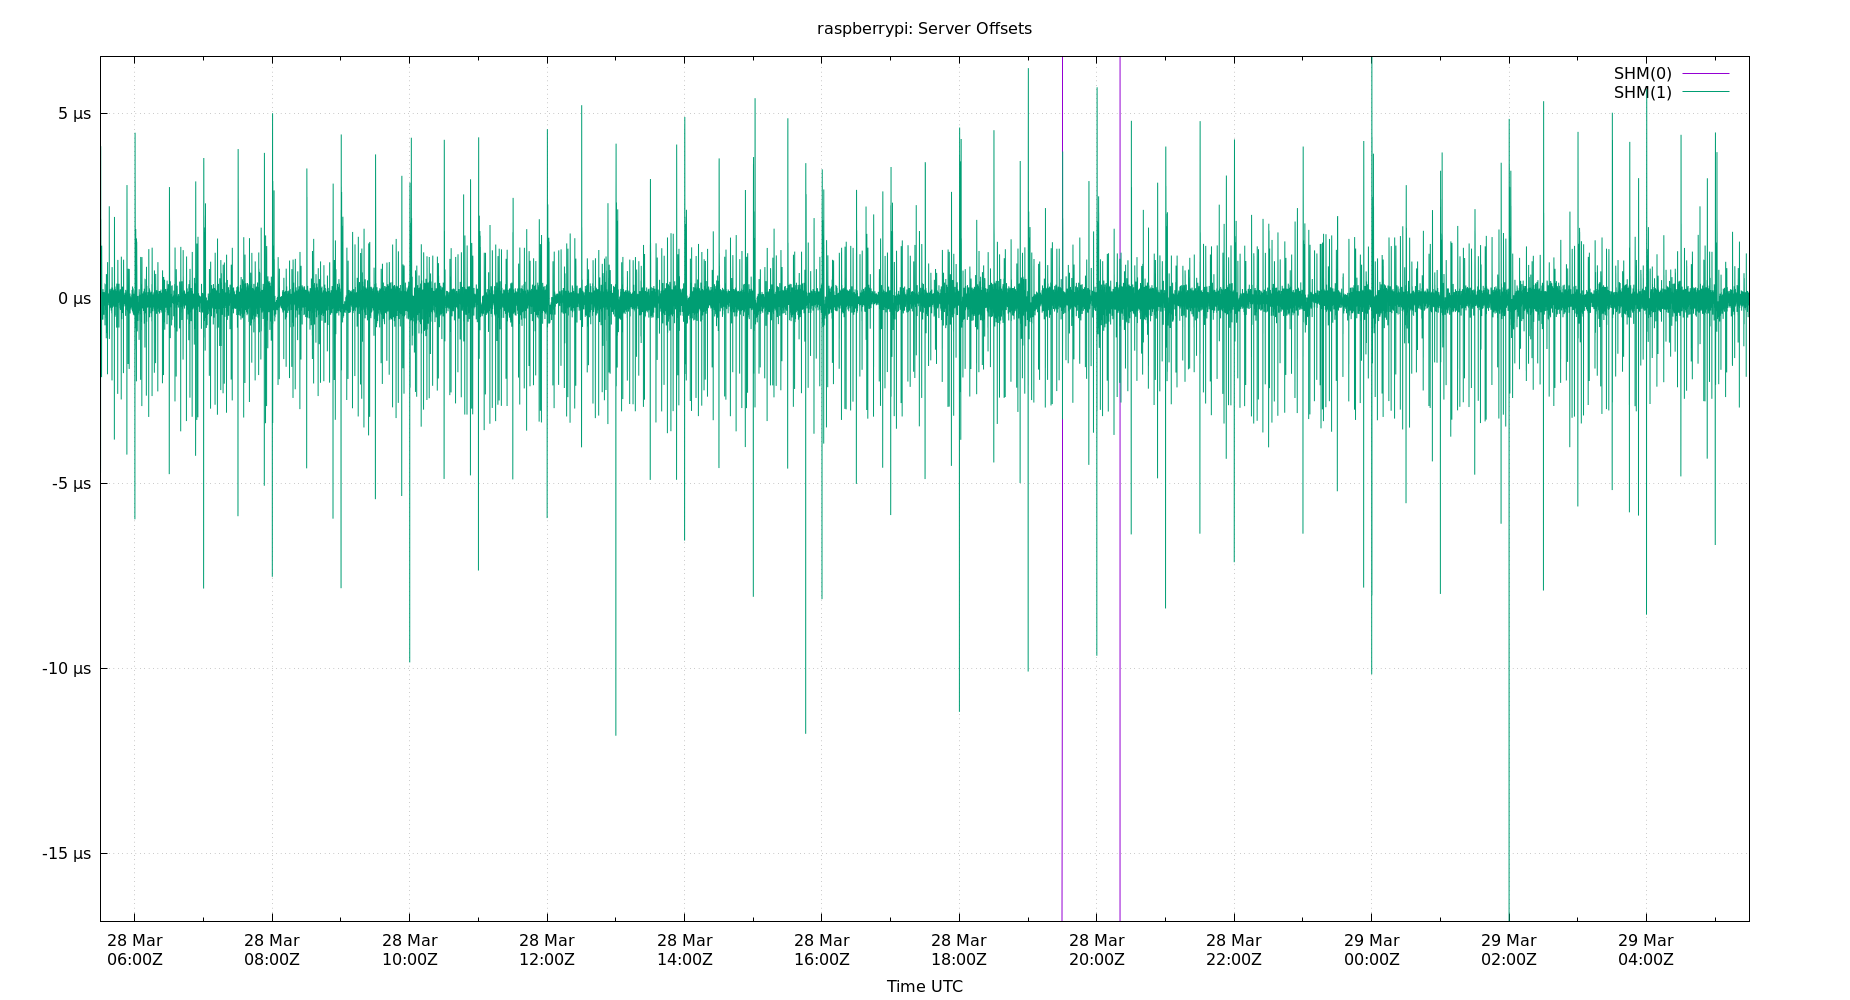 raspberrypi: Server Offsets
SHM(0)
SHM(1)
5 µs
0 µs
-5 µs
-10 µs
-15 µs
28 Mar 28 Mar 28 Mar 28 Mar 28 Mar 28 Mar 28 Mar 28 Mar 28 Mar 29 Mar 29 Mar 29 Mar
06:00Z 08:00Z 10:00Z 12:00Z 14:00Z 16:00Z 18:00Z 20:00Z 22:00Z 00:00Z 02:00Z 04:00Z
Time UTC